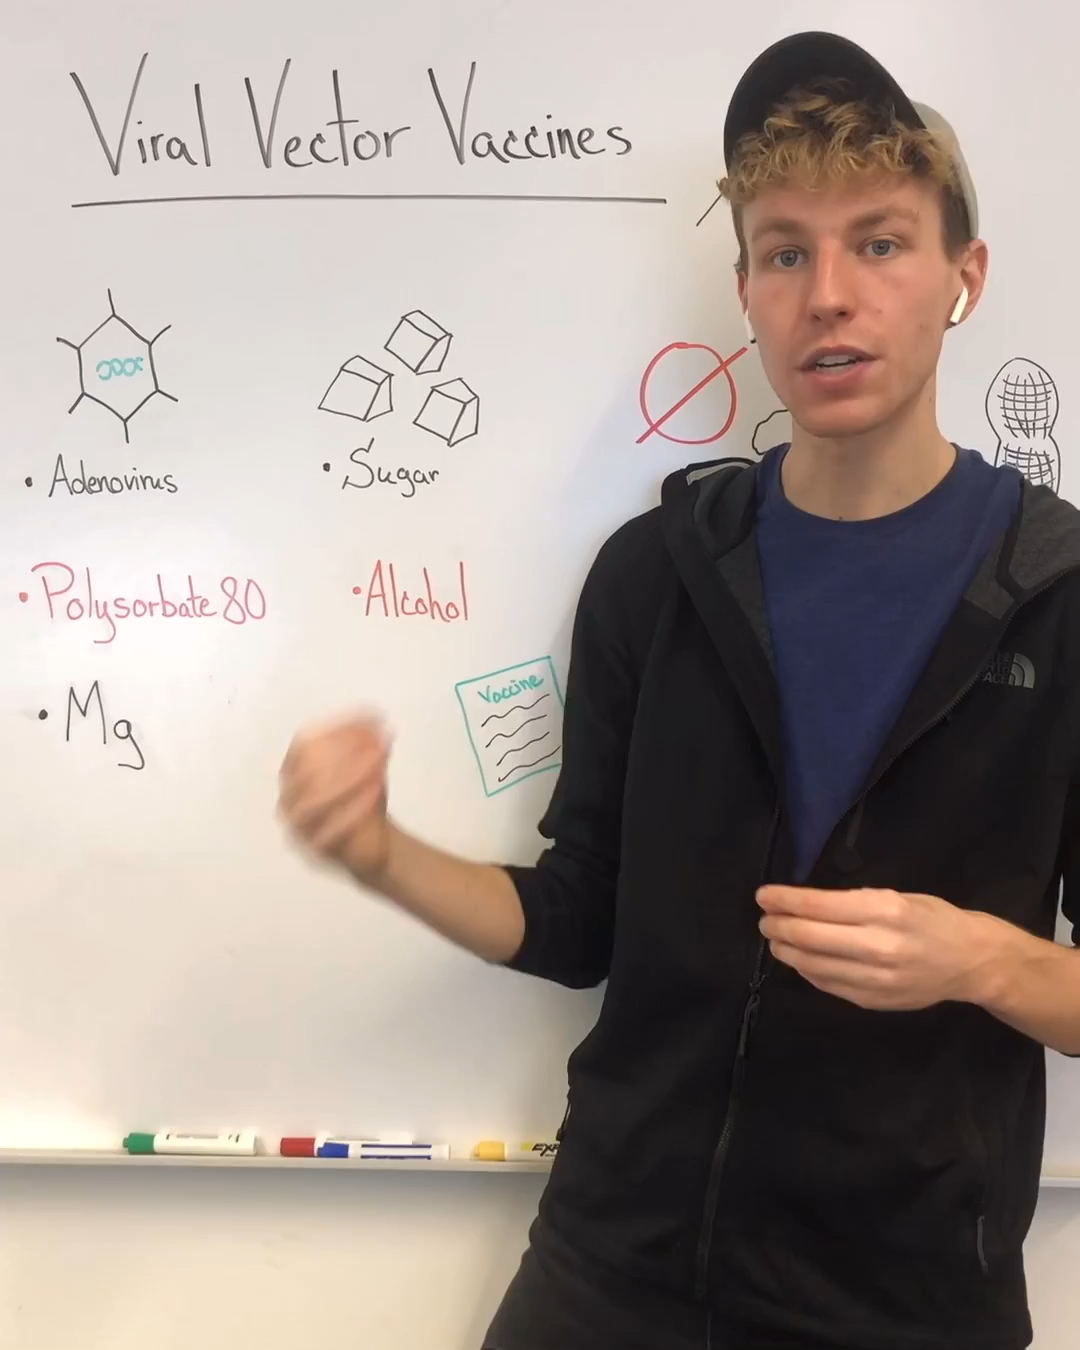 Viral Vector Vaccines
• Adenovirus
• Sugar
• Polysorbate 80
• Alcohol
• Mg
Vaccine